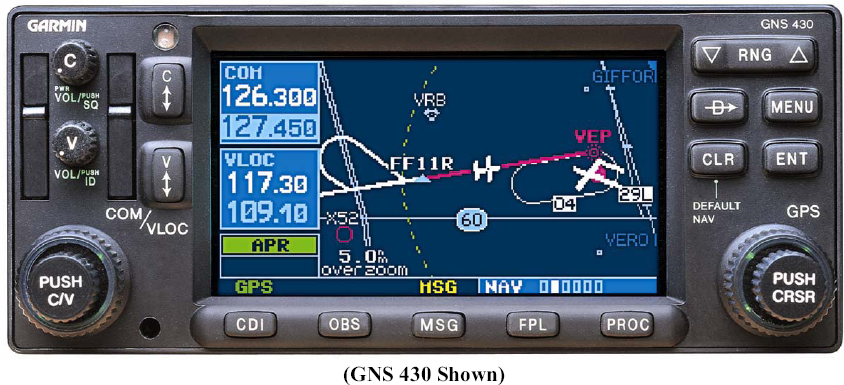 GARMIN
GNS 430
C
PWR
VOL/PUSH SQ
V
VOL/PUSH ID
C
V
COM/VLOC
PUSH C/V
COM
126.300
127.450
VLOC
117.30
109.10
APR
GPS
VRB
GIFFOR
VEP
FF11R
04
29L
60
X52
VERO
5.0nm
overzoom
MSG
NAV
RNG
D
MENU
CLR
ENT
DEFAULT NAV
GPS
PUSH CRSR
CDI
OBS
MSG
FPL
PROC
(GNS 430 Shown)